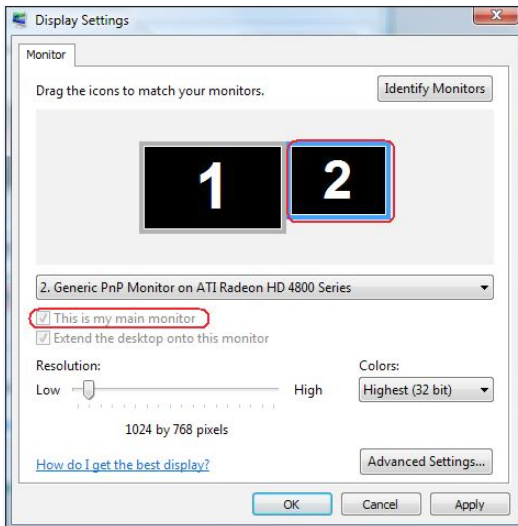 Display Settings
Monitor
Drag the icons to match your monitors.
Identify Monitors
1
2
2. Generic PnP Monitor on ATI Radeon HD 4800 Series
This is my main monitor
Extend the desktop onto this monitor
Resolution:
Colors:
Low
High
Highest (32 bit)
1024 by 768 pixels
How do I get the best display?
Advanced Settings...
OK
Cancel
Apply